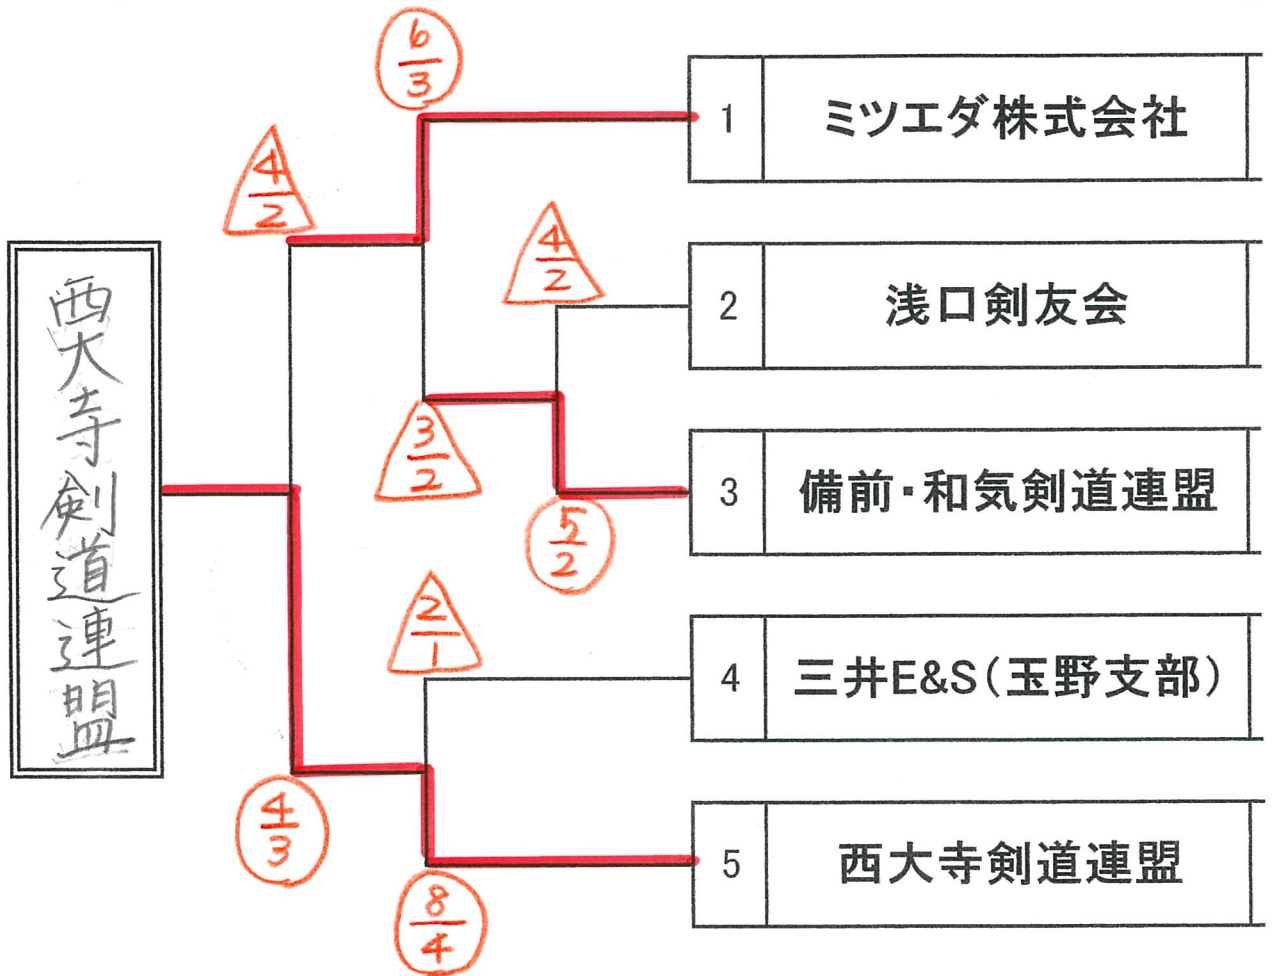 6/3
1 ミツエダ株式会社
4/2
4/2
2 浅口剣友会
西大寺剣道連盟
3/2
3 備前・和気剣道連盟
5/2
2/1
4 三井E&S(玉野支部)
4/3
5 西大寺剣道連盟
8/4